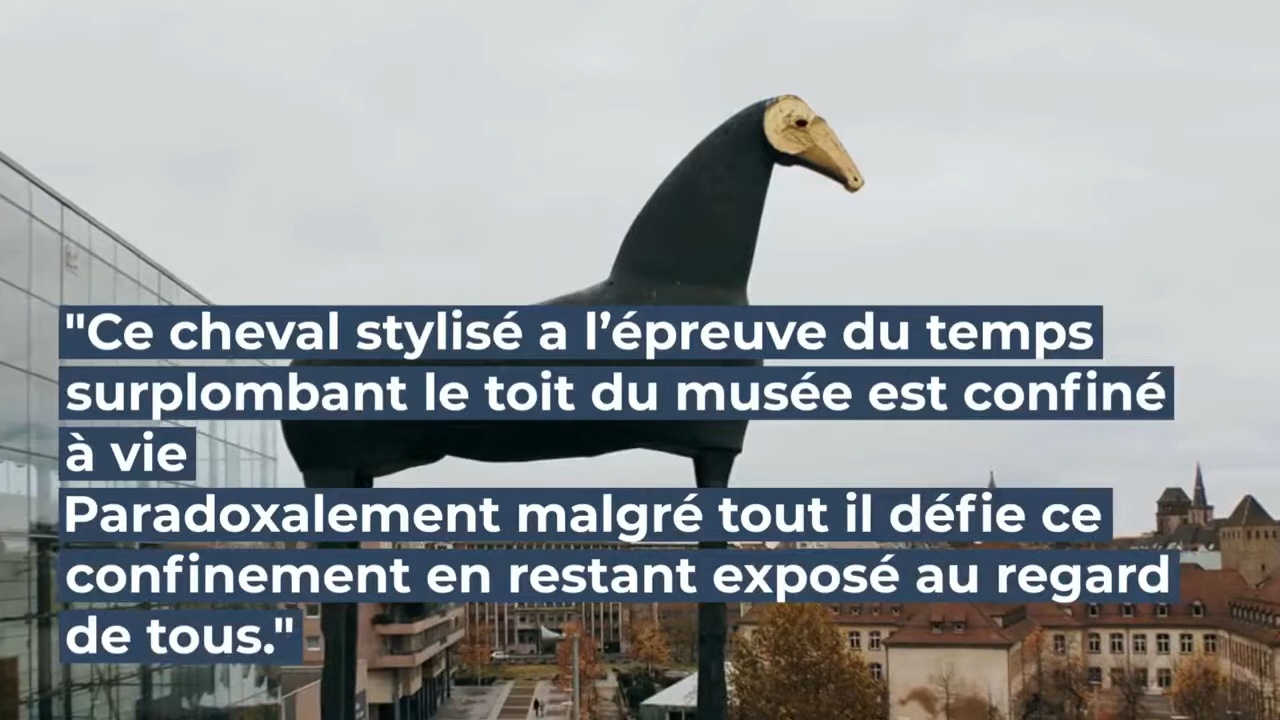 "Ce cheval stylisé a l’épreuve du temps
surplombant le toit du musée est confiné
à vie
Paradoxalement malgré tout il défie ce
confinement en restant exposé au regard
de tous."